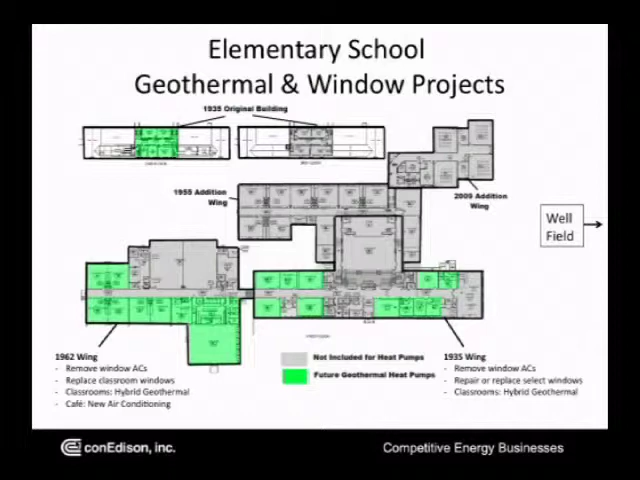 Elementary School
Geothermal & Window Projects
1935 Original Building
1955 Addition
Wing
2009 Addition
Wing
Well
Field
1962 Wing
- Remove window ACs
- Replace classroom windows
- Classrooms: Hybrid Geothermal
- Café: New Air Conditioning
Not Included for Heat Pumps
Future Geothermal Heat Pumps
1935 Wing
- Remove window ACs
- Repair or replace select windows
- Classrooms: Hybrid Geothermal
conEdison, inc.
Competitive Energy Businesses